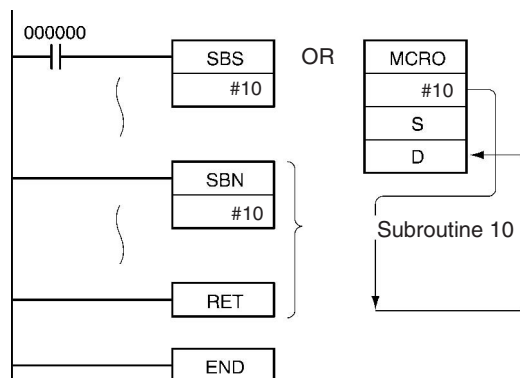 000000
SBS
#10
OR
MCRO
#10
S
D
SBN
#10
Subroutine 10
RET
END